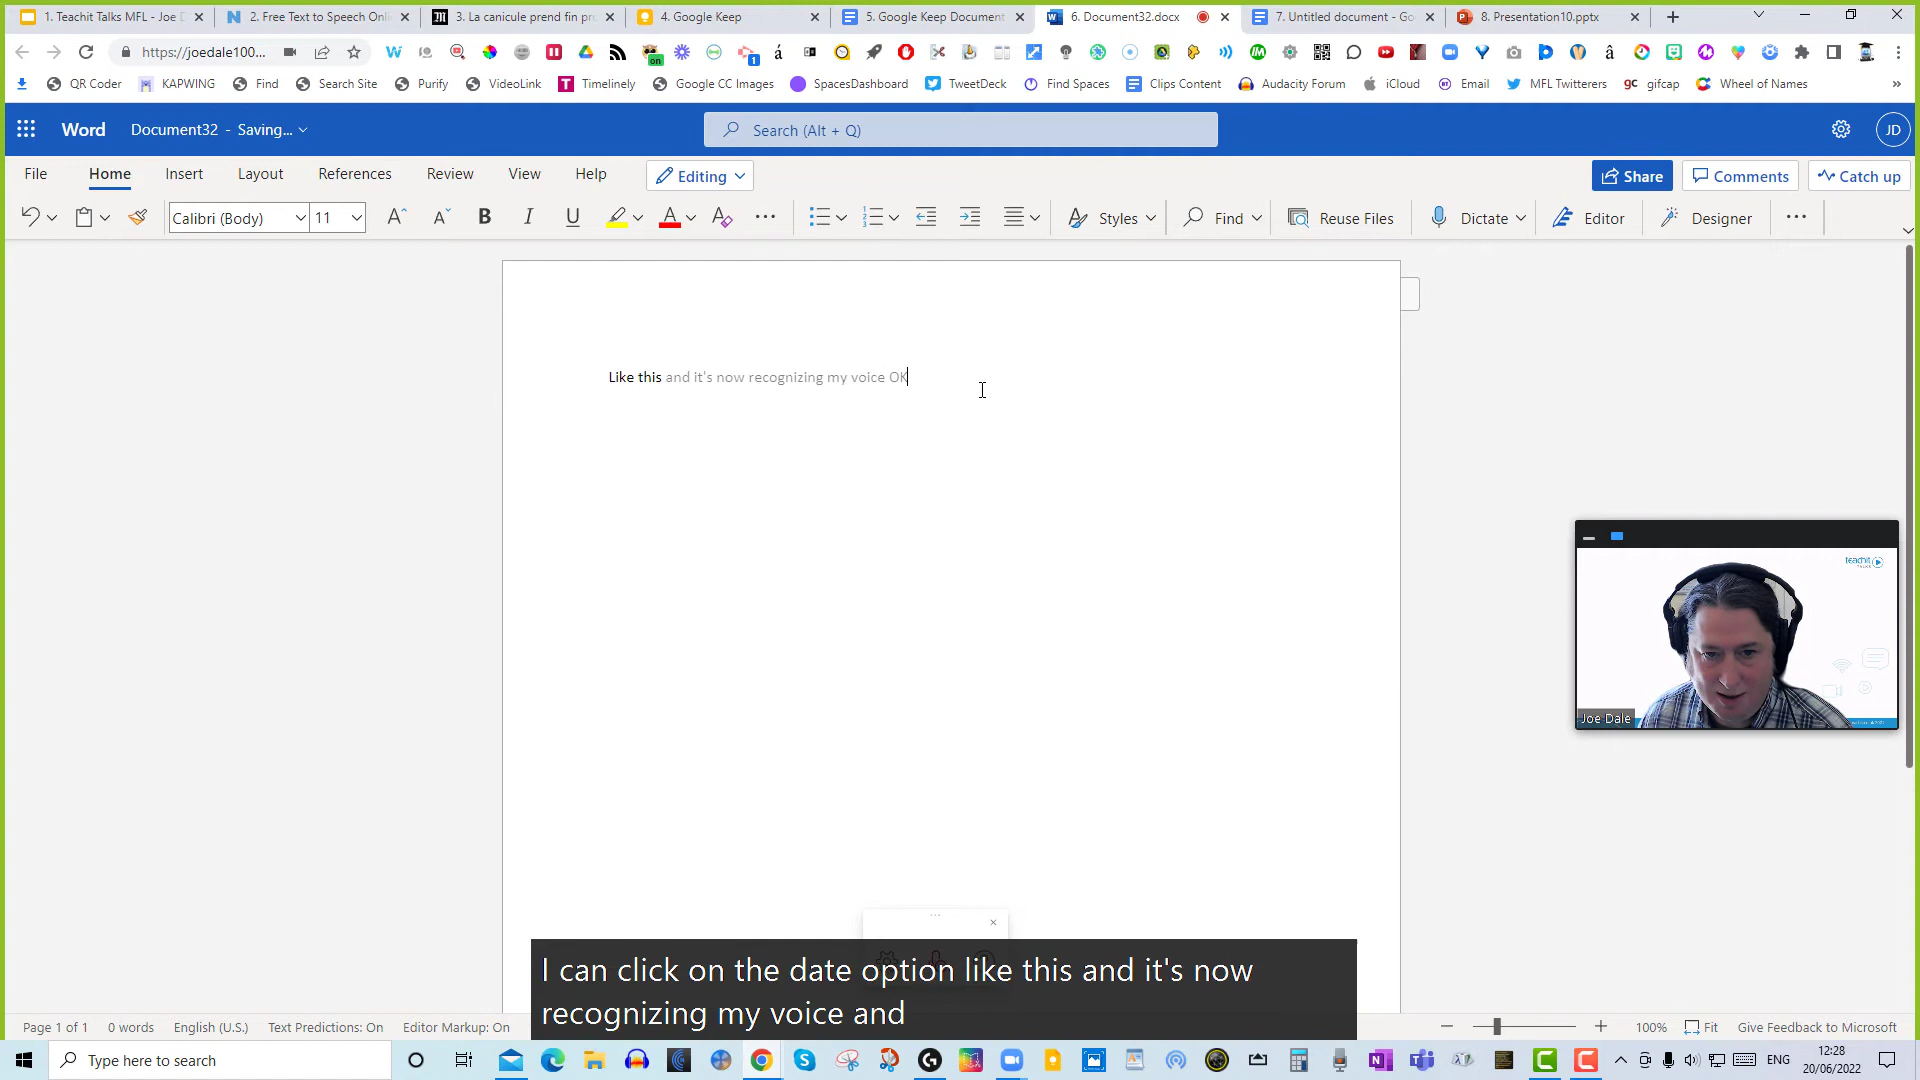 1. Teachit Talks MFL - Joe D
2. Free Text to Speech Onli
3. La canicule prend fin pr
4. Google Keep
5. Google Keep Document
6. Document32.docx
7. Untitled document - Go
8. Presentation10.pptx
https://joedale100...
on
1
á
â
QR Coder
KAPWING
Find
Search Site
Purify
VideoLink
Timelinely
Google CC Images
SpacesDashboard
TweetDeck
Find Spaces
Clips Content
Audacity Forum
iCloud
Email
MFL Twitterers
gc gifcap
Wheel of Names
Word
Document32 - Saving...
Search (Alt + Q)
JD
File
Home
Insert
Layout
References
Review
View
Help
Editing
Share
Comments
Catch up
Calibri (Body)
11
B
I
U
Styles
Find
Reuse Files
Dictate
Editor
Designer
Like this and it's now recognizing my voice OK
teachit
TALKS
Joe Dale
I can click on the date option like this and it's now
recognizing my voice and
Page 1 of 1
0 words
English (U.S.)
Text Predictions: On
Editor Markup: On
100%
Fit
Give Feedback to Microsoft
Type here to search
ENG
12:28
20/06/2022